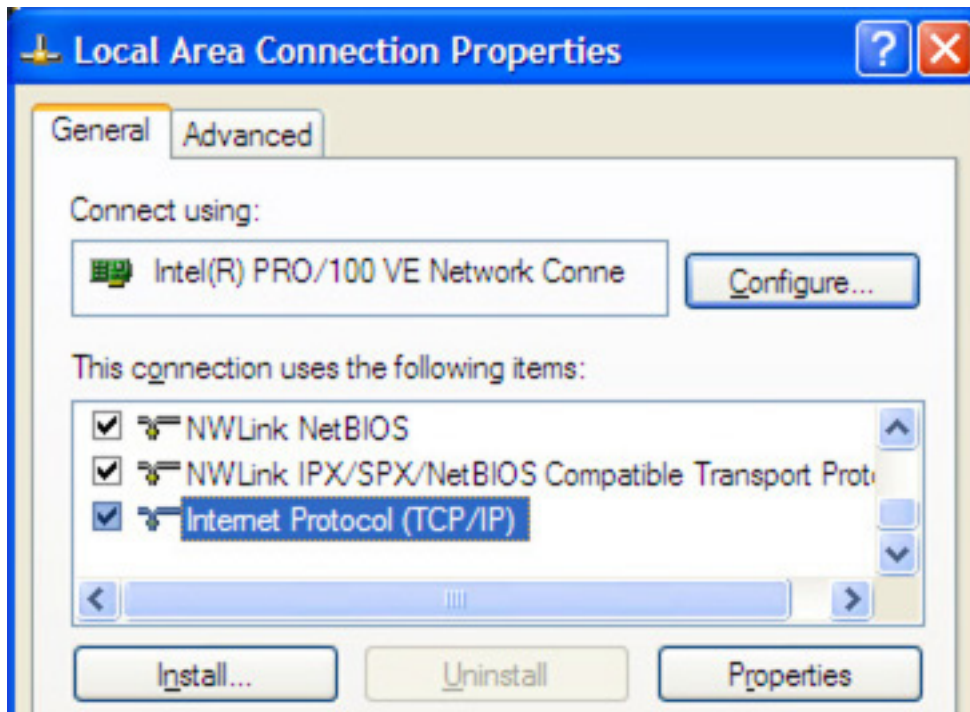 Local Area Connection Properties
General Advanced
Connect using:
Intel(R) PRO/100 VE Network Conne
Configure...
This connection uses the following items:
NWLink NetBIOS
NWLink IPX/SPX/NetBIOS Compatible Transport Prot
Internet Protocol (TCP/IP)
Install... Uninstall Properties